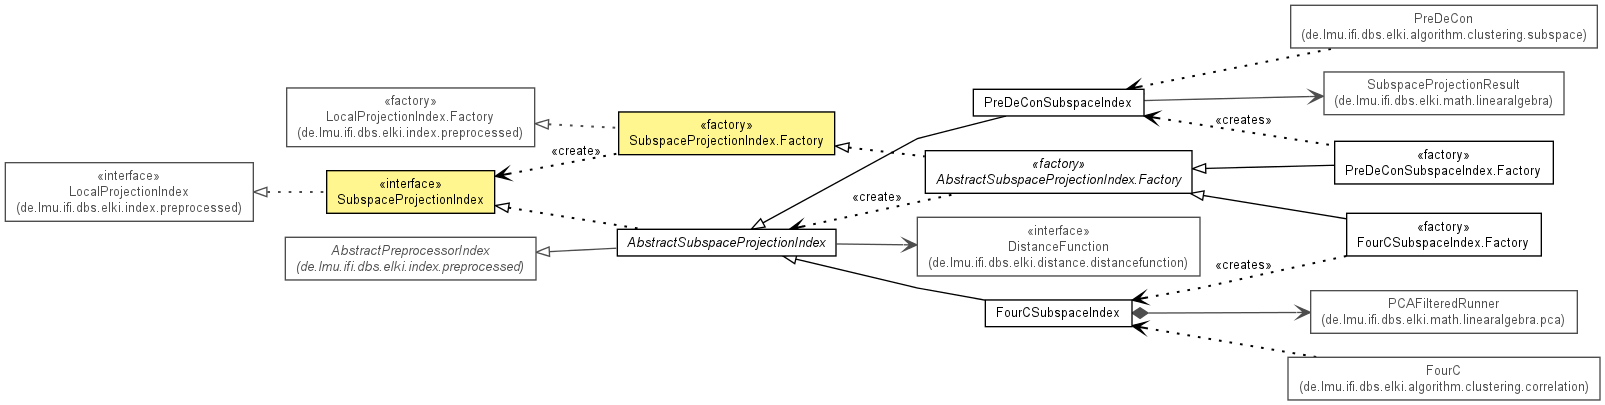 PreDeCon
(de.lmu.ifi.dbs.elki.algorithm.clustering.subspace)
SubspaceProjectionResult
(de.lmu.ifi.dbs.elki.math.linearalgebra)
PreDeConSubspaceIndex
«factory»
LocalProjectionIndex.Factory
(de.lmu.ifi.dbs.elki.index.preprocessed)
«factory»
SubspaceProjectionIndex.Factory
«creates»
«create»
«factory»
AbstractSubspaceProjectionIndex.Factory
«factory»
PreDeConSubspaceIndex.Factory
«interface»
LocalProjectionIndex
(de.lmu.ifi.dbs.elki.index.preprocessed)
«interface»
SubspaceProjectionIndex
«create»
«factory»
FourCSubspaceIndex.Factory
AbstractPreprocessorIndex
(de.lmu.ifi.dbs.elki.index.preprocessed)
AbstractSubspaceProjectionIndex
«interface»
DistanceFunction
(de.lmu.ifi.dbs.elki.distance.distancefunction)
«creates»
FourCSubspaceIndex
PCAFilteredRunner
(de.lmu.ifi.dbs.elki.math.linearalgebra.pca)
FourC
(de.lmu.ifi.dbs.elki.algorithm.clustering.correlation)